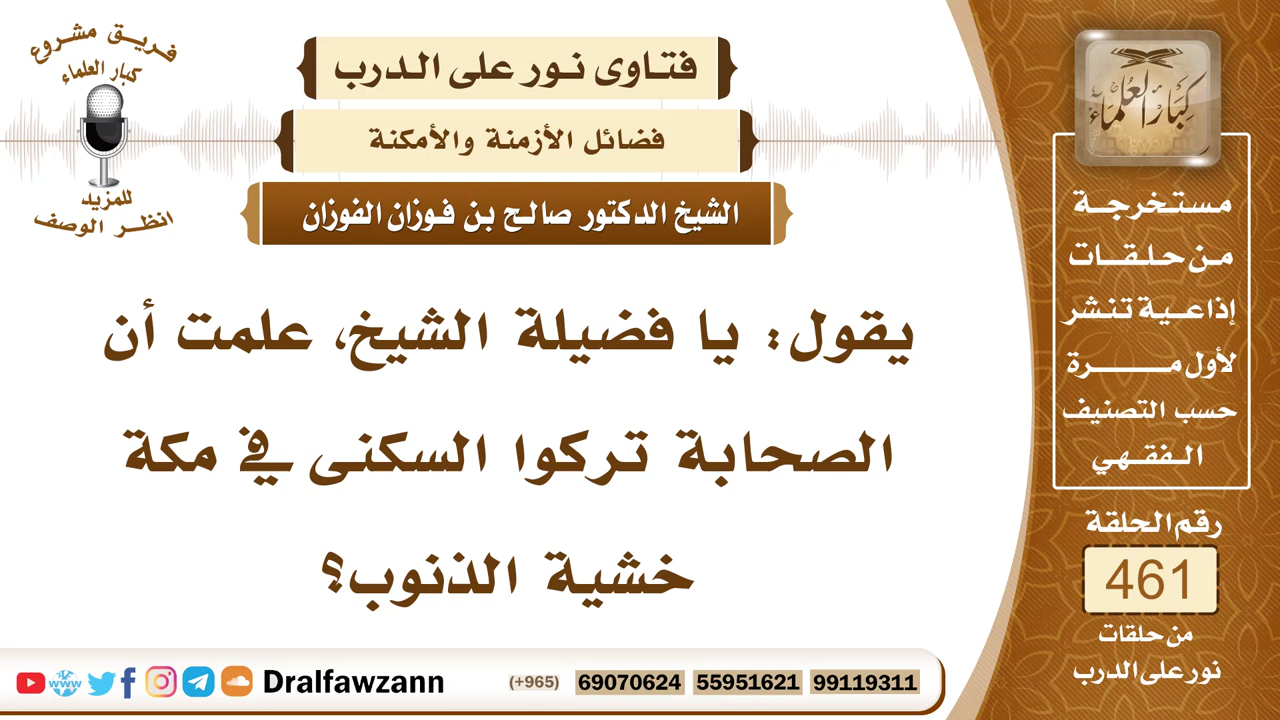 فريق مشروع
كبار العلماء
للمزيد
انظر الوصف
فتاوى نور على الدرب
فضائل الأزمنة والأمكنة
الشيخ الدكتور صالح بن فوزان الفوزان
يقول: يا فضيلة الشيخ، علمت أن
الصحابة تركوا السكنى في مكة
خشية الذنوب؟
كبار العلماء
مستخرجة
من حلقات
إذاعية تنشر
لأول مرة
حسب التصنيف
الفقهي
رقم الحلقة
461
من حلقات
نور على الدرب
www Dralfawzann (+965) 69070624 55951621 99119311